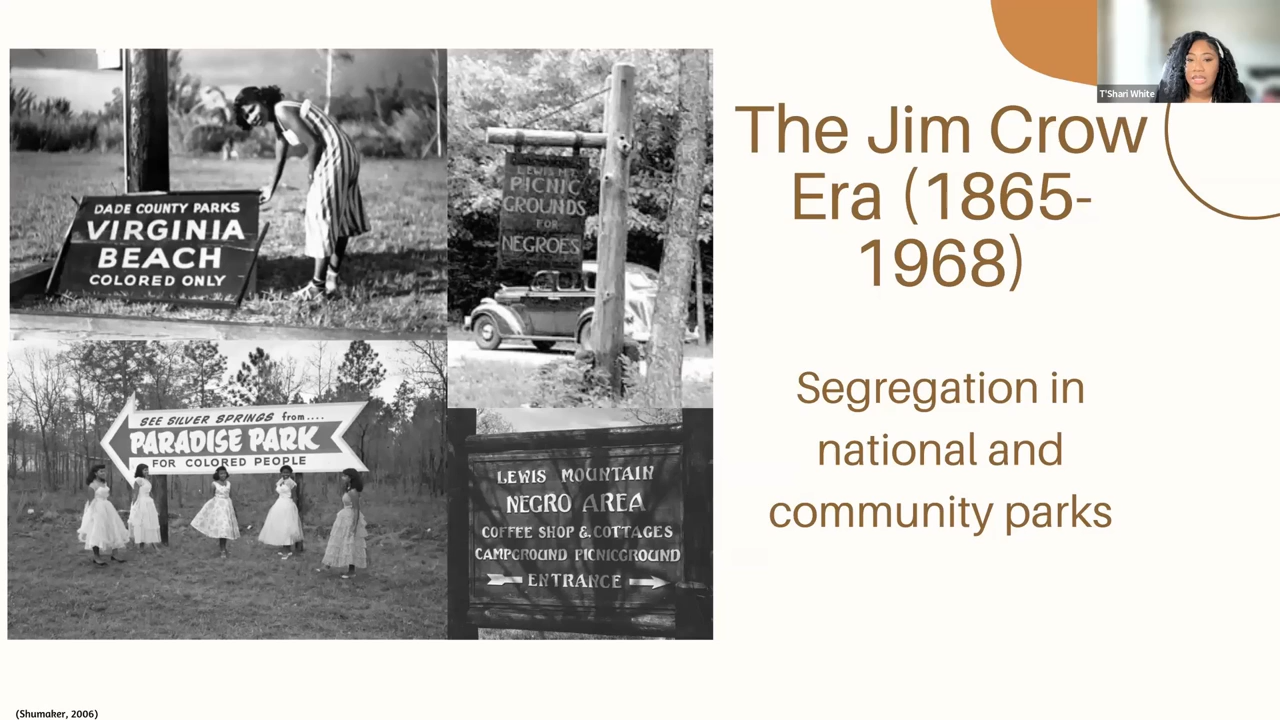 T'Shari White
The Jim Crow
Era (1865-
1968)
Segregation in
national and
community parks
DADE COUNTY PARKS
VIRGINIA
BEACH
COLORED ONLY
LEWIS MT.
PICNIC
GROUNDS
FOR
NEGROES
SEE SILVER SPRINGS from....
PARADISE PARK
FOR COLORED PEOPLE
LEWIS MOUNTAIN
NEGRO AREA
COFFEE SHOP & COTTAGES
CAMPGROUND PICNICGROUND
ENTRANCE
(Shumaker, 2006)